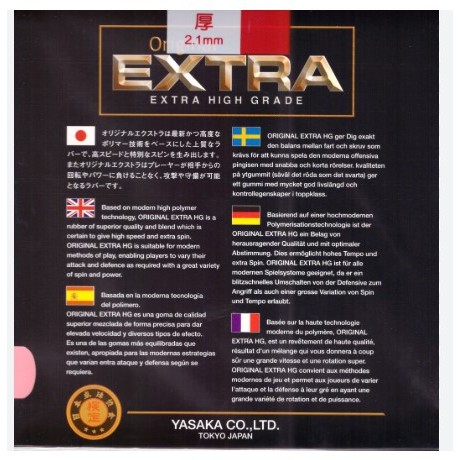 厚
2.1mm
EXTRA
EXTRA HIGH GRADE
オリジナルエクストラは最新かつ高度な
ポリマー技術をベースにした上質なラ
バーで、高スピードと特別なスピンを生み出します。
またオリジナルエクストラはプレーヤーが相手からの
回転やパワーに負けることなく、攻撃や守備が可能
となるラバーです。
Based on modern high polymer
technology, ORIGINAL EXTRA HG is a
rubber of superior quality and blend which is
certain to give high speed and extra spin.
ORIGINAL EXTRA HG is suitable for modern
methods of play, enabling players to vary their
attack and defence as required with a great variety
of spin and power.
Basada en la moderna tecnología
del polímero.
ORIGINAL EXTRA HG es una goma de calidad
superior mezclada de forma precisa para dar
elevada velocidad y diversos tipos de efecto.
Es una de las gomas más equilibradas que
existen, apropiada para las modernas estrategias
que varían entre ataque y defensa según se
requiera.
ORIGINAL EXTRA HG ger Dig exakt
den balans mellan fart och skruv som
krävs för att kunna spela den moderna offensiva
pingisen med snabba och korta rörelser. kvaliteten
på ytgummit (såväl det röda som det svarta) ger
ett gummi med mycket god livslängd och
kontrollegenskaper i toppklass.
Basierend auf einer hochmodernen
Polymerisationstechnologie ist der
ORIGINAL EXTRA HG ein Belag von
herausragender Qualität und mit optimaler
Abstimmung. Dies ermöglicht hohes Tempo und
extra Spin. ORIGINAL EXTRA HG ist für alle
modernen Spielsysteme geeignet, da er ein
blitzschnelles Umschalten von der Defensive zum
Angriff als auch einer grosse Variation von Spin
und Tempo erlaubt.
Basée sur la haute technologie
moderne du polymère, ORIGINAL
EXTRA HG, est un revêtement de haute qualité,
résultat d'un mélange qui vous donnera à coup
sûr une grande vitesse et une rotation super.
ORIGINAL EXTRA HG convient aux méthodes
modernes de jeu et permet aux joueurs de varier
l'attaque et la défense à leur gré en ayant une
grande variété de rotation et de puissance.
YASAKA CO.,LTD.
TOKYO JAPAN